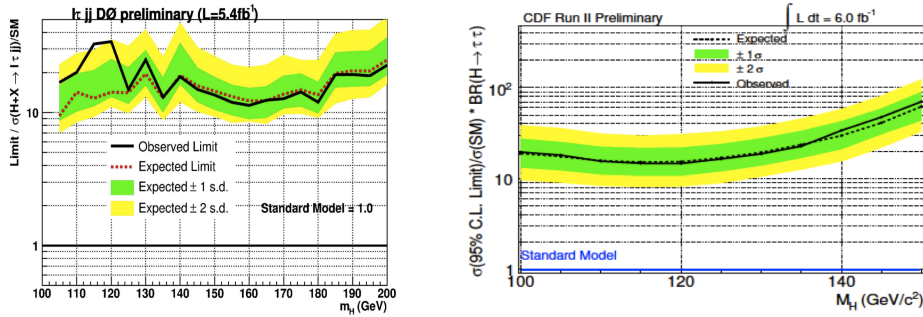 lτ jj DØ preliminary (L=5.4fb⁻¹)
Limit / σ(H+X → lτ jj)/SM
10
1
Observed Limit
Expected Limit
Expected ± 1 s.d.
Expected ± 2 s.d.
Standard Model = 1.0
100 110 120 130 140 150 160 170 180 190 200
m_H (GeV)
CDF Run II Preliminary ∫ L dt = 6.0 fb⁻¹
σ(95% C.L. Limit)/σ(SM) * BR(H→ττ)
Expected
± 1σ
± 2 σ
Observed
10²
10
1
Standard Model
100 120 140
M_H (GeV/c²)